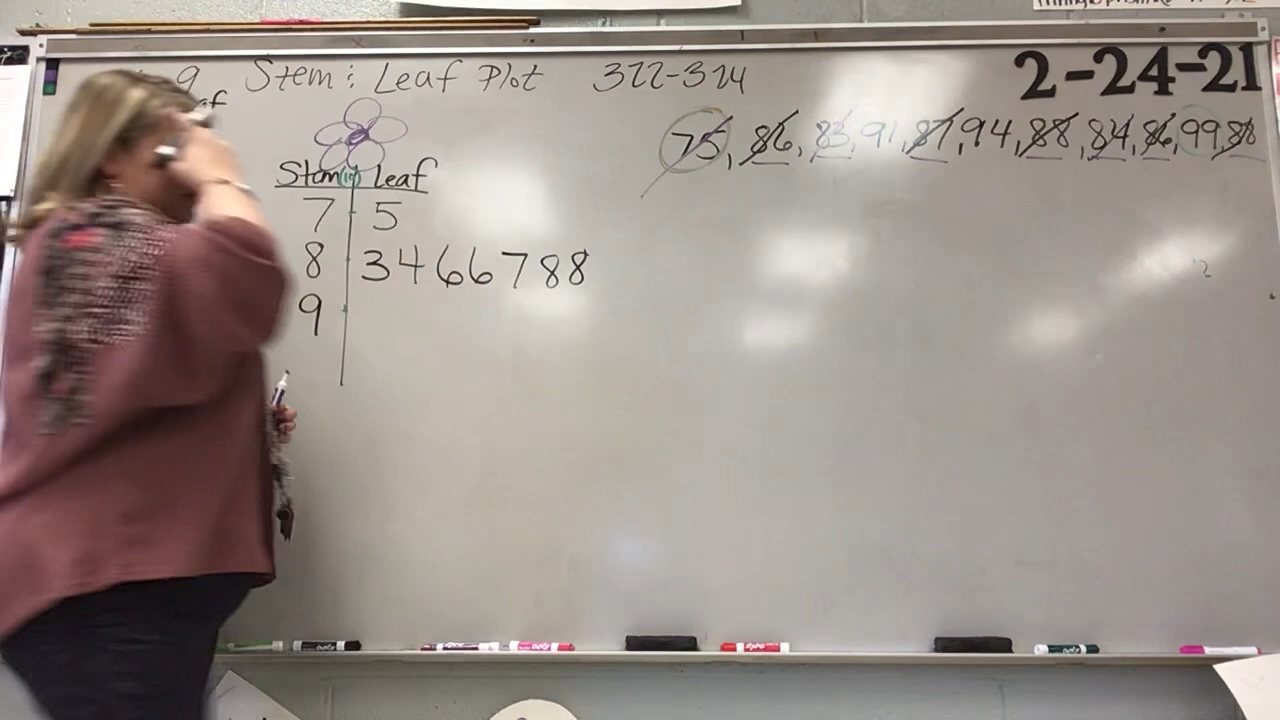 9 Stem & Leaf Plot 322-324
2-24-21
75, 86, 83, 91, 87, 94, 88, 84, 86, 99, 88
Stem Leaf
7 5
8 3466788
9